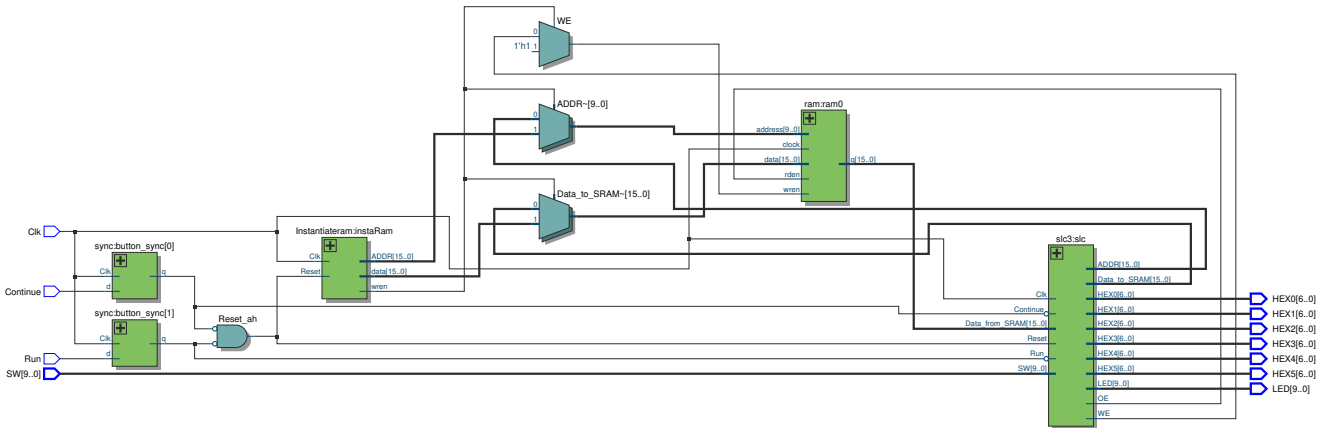 WE
0
1'h1
1
ADDR~[9..0]
0
1
ram:ram0
address[9..0]
clock
data[15..0]
q[15..0]
rden
wren
Data_to_SRAM~[15..0]
0
1
Clk
Instantiateram:instaRam
Clk
ADDR[15..0]
Reset
data[15..0]
wren
sync:button_sync[0]
Clk
q
d
Continue
sync:button_sync[1]
Clk
q
d
Run
SW[9..0]
Reset_ah
slc3:slc
ADDR[15..0]
Data_to_SRAM[15..0]
Clk
HEX0[6..0]
Continue
HEX1[6..0]
Data_from_SRAM[15..0]
HEX2[6..0]
Reset
HEX3[6..0]
Run
HEX4[6..0]
SW[9..0]
HEX5[6..0]
LED[9..0]
OE
WE
HEX0[6..0]
HEX1[6..0]
HEX2[6..0]
HEX3[6..0]
HEX4[6..0]
HEX5[6..0]
LED[9..0]